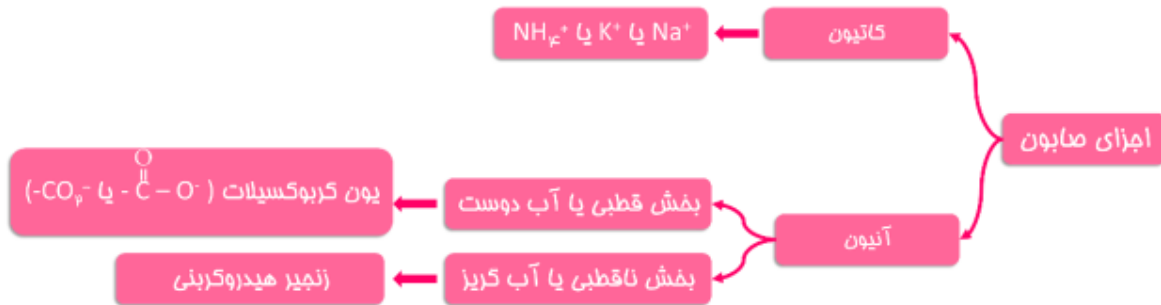 اجزای صابون
کاتیون
Na⁺ یا K⁺ یا NH₄⁺
آنیون
بخش قطبی یا آب دوست
یون کربوکسیلات ( -C(=O)–O⁻ یا -CO₂⁻)
بخش ناقطبی یا آب گریز
زنجیر هیدروکربنی